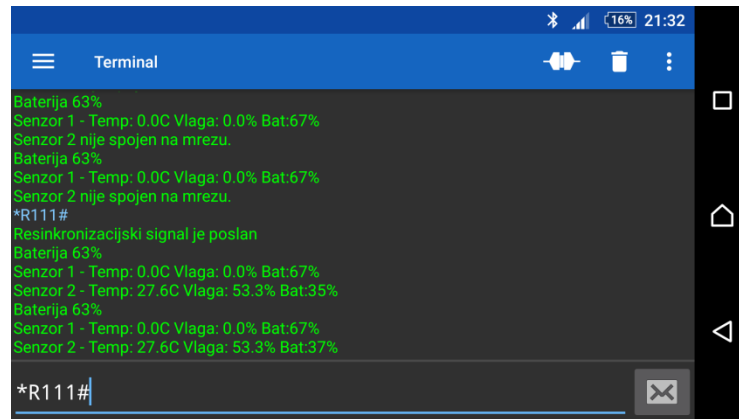 16% 21:32
Terminal
Baterija 63%
Senzor 1 - Temp: 0.0C Vlaga: 0.0% Bat:67%
Senzor 2 nije spojen na mrezu.
Baterija 63%
Senzor 1 - Temp: 0.0C Vlaga: 0.0% Bat:67%
Senzor 2 nije spojen na mrezu.
*R111#
Resinkronizacijski signal je poslan
Baterija 63%
Senzor 1 - Temp: 0.0C Vlaga: 0.0% Bat:67%
Senzor 2 - Temp: 27.6C Vlaga: 53.3% Bat:35%
Baterija 63%
Senzor 1 - Temp: 0.0C Vlaga: 0.0% Bat:67%
Senzor 2 - Temp: 27.6C Vlaga: 53.3% Bat:37%
*R111#